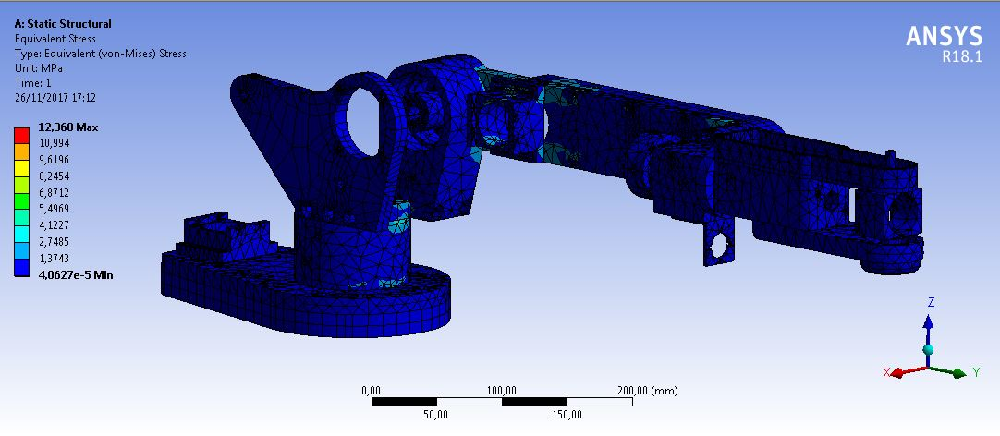 A: Static Structural
Equivalent Stress
Type: Equivalent (von-Mises) Stress
Unit: MPa
Time: 1
26/11/2017 17:12
ANSYS
R18.1
12,368 Max
10,994
9,6196
8,2454
6,8712
5,4969
4,1227
2,7485
1,3743
4,0627e-5 Min
Z
X
Y
0,00
100,00
200,00 (mm)
50,00
150,00